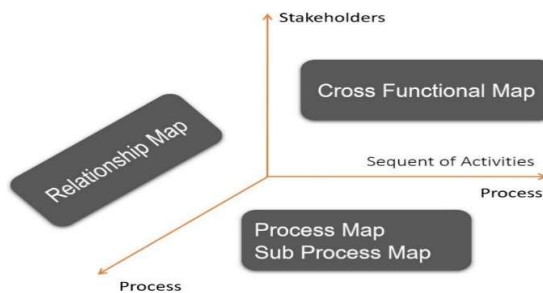 Stakeholders
Cross Functional Map
Relationship Map
Sequent of Activities
Process
Process Map
Sub Process Map
Process